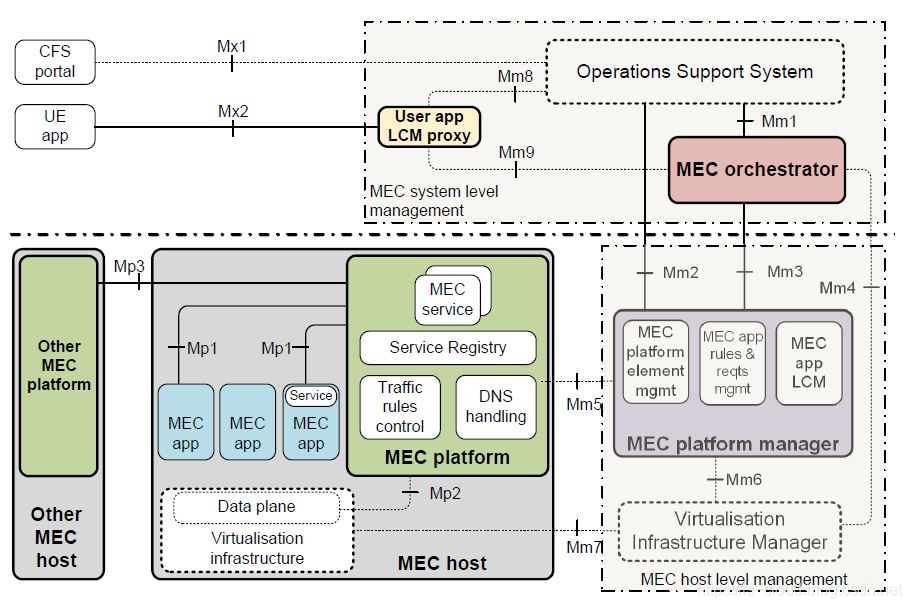 CFS
portal
Mx1
UE
app
Mx2
Mm8
Operations Support System
User app
LCM proxy
Mm9
Mm1
MEC orchestrator
MEC system level
management
Mp3
Mm2
Mm3
Mm4
Other
MEC
platform
Other
MEC
host
MEC
service
Service Registry
Traffic
rules
control
DNS
handling
MEC platform
Mp1
Mp1
MEC
app
MEC
app
Service
MEC
app
Mp2
Data plane
Virtualisation
infrastructure
MEC host
Mm5
MEC
platform
element
mgmt
MEC app
rules &
reqts
mgmt
MEC
app
LCM
MEC platform manager
Mm6
Mm7
Virtualisation
Infrastructure Manager
MEC host level management